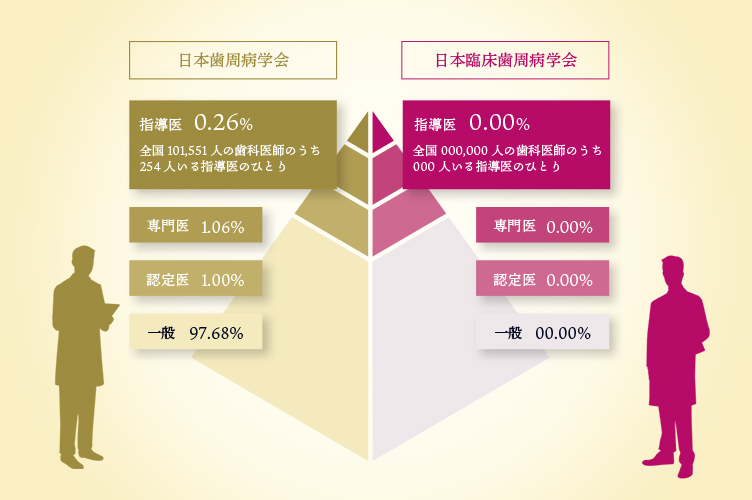 日本歯周病学会
指導医 0.26%
全国 101,551 人の歯科医師のうち
254 人いる指導医のひとり
専門医 1.06%
認定医 1.00%
一般 97.68%
日本臨床歯周病学会
指導医 0.00%
全国 000,000 人の歯科医師のうち
000 人いる指導医のひとり
専門医 0.00%
認定医 0.00%
一般 00.00%